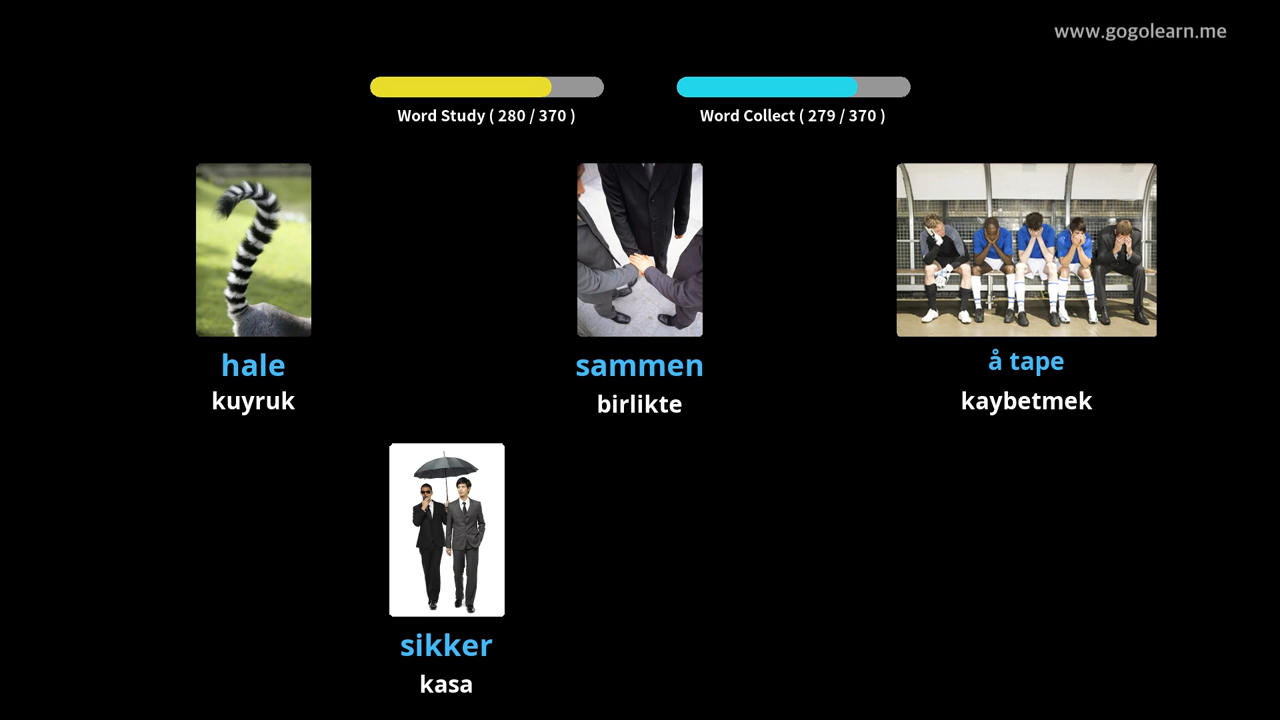 www.gogolearn.me
Word Study ( 280 / 370 )
Word Collect ( 279 / 370 )
hale
kuyruk
sammen
birlikte
å tape
kaybetmek
sikker
kasa